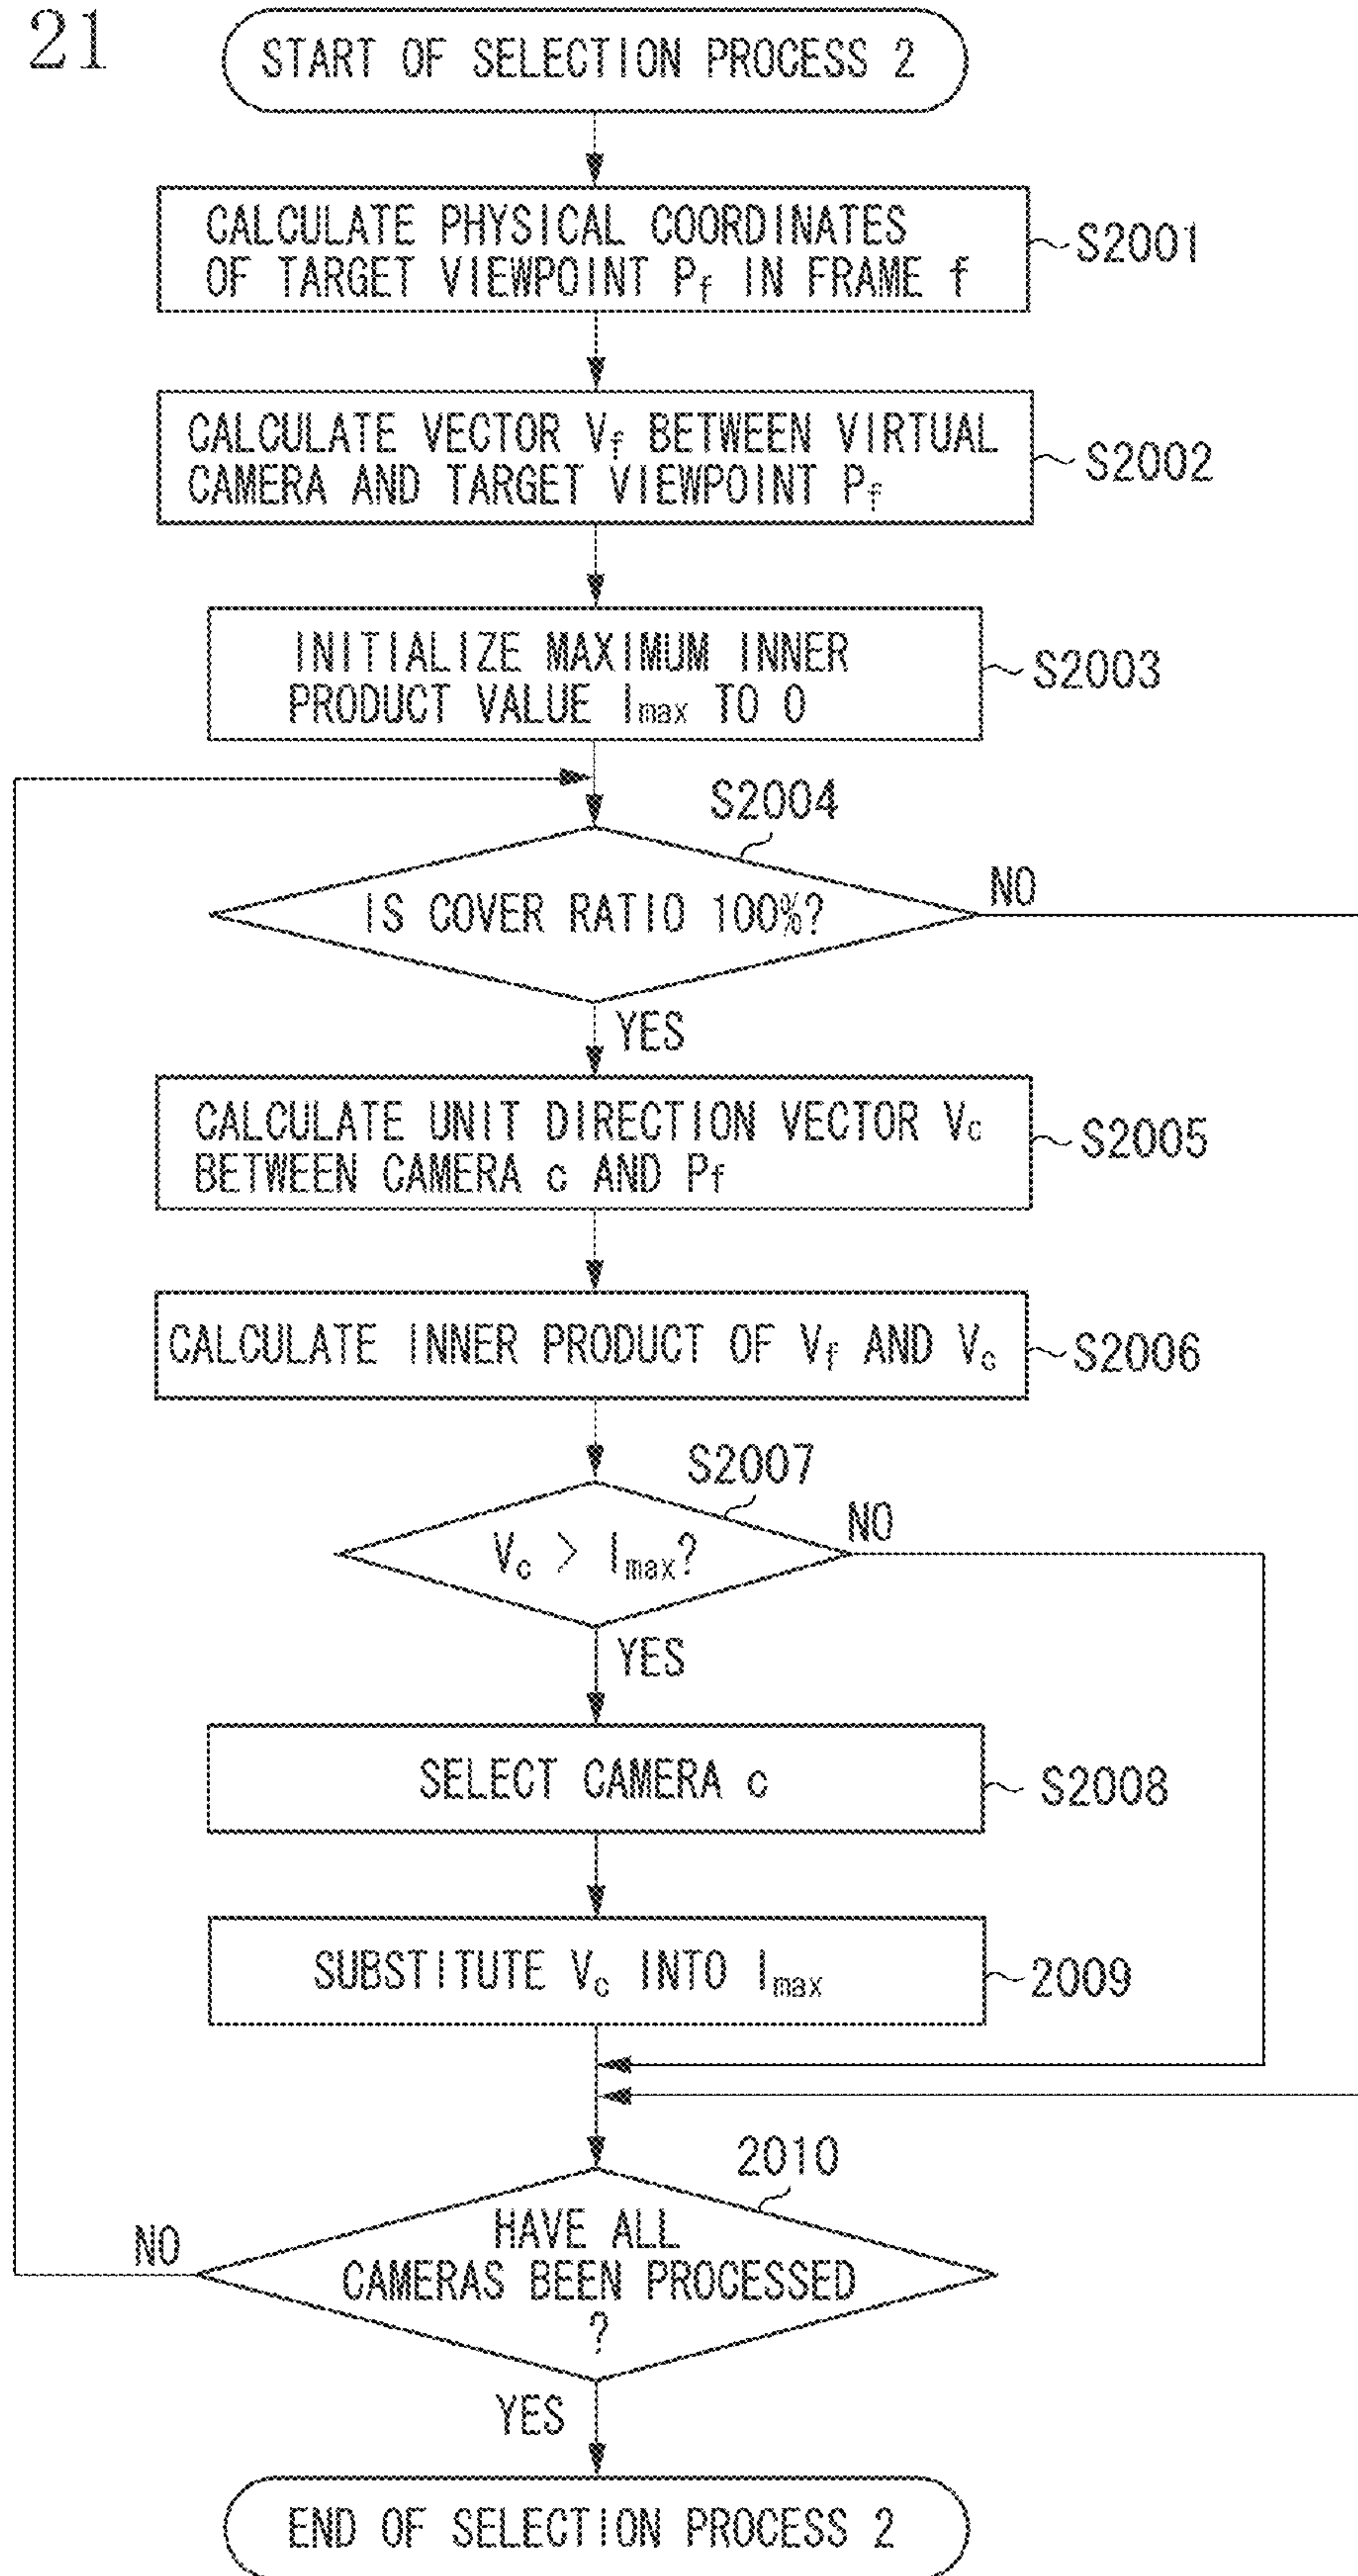 21
START OF SELECTION PROCESS 2
CALCULATE PHYSICAL COORDINATES
OF TARGET VIEWPOINT Pf IN FRAME f
S2001
CALCULATE VECTOR Vf BETWEEN VIRTUAL
CAMERA AND TARGET VIEWPOINT Pf
S2002
INITIALIZE MAXIMUM INNER
PRODUCT VALUE Imax TO 0
S2003
S2004
IS COVER RATIO 100%?
NO
YES
CALCULATE UNIT DIRECTION VECTOR Vc
BETWEEN CAMERA c AND Pf
S2005
CALCULATE INNER PRODUCT OF Vf AND Vc
S2006
S2007
Vc > Imax?
NO
YES
SELECT CAMERA c
S2008
SUBSTITUTE Vc INTO Imax
2009
2010
HAVE ALL
CAMERAS BEEN PROCESSED
?
NO
YES
END OF SELECTION PROCESS 2